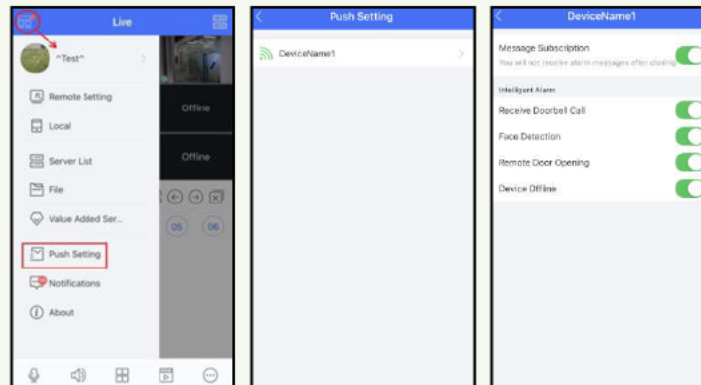 Live
^Test^
Remote Setting
Local
Server List
File
Value Added Ser...
Push Setting
Notifications
About
Offline
Offline
05
06
Push Setting
DeviceName1
DeviceName1
Message Subscription
You will not receive alarm messages after closing
Intelligent Alarm
Receive Doorbell Call
Face Detection
Remote Door Opening
Device Offline